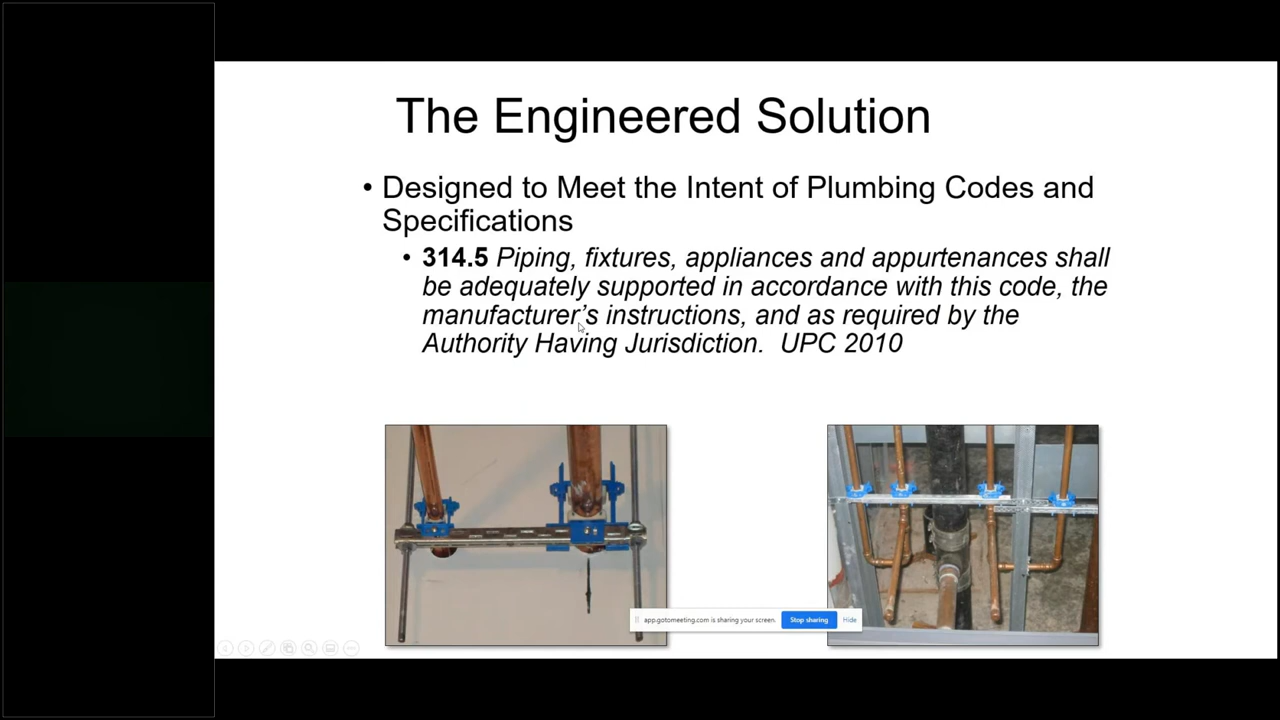 The Engineered Solution
• Designed to Meet the Intent of Plumbing Codes and
Specifications
• 314.5 Piping, fixtures, appliances and appurtenances shall
be adequately supported in accordance with this code, the
manufacturer's instructions, and as required by the
Authority Having Jurisdiction.  UPC 2010
app.gotomeeting.com is sharing your screen. Stop sharing Hide